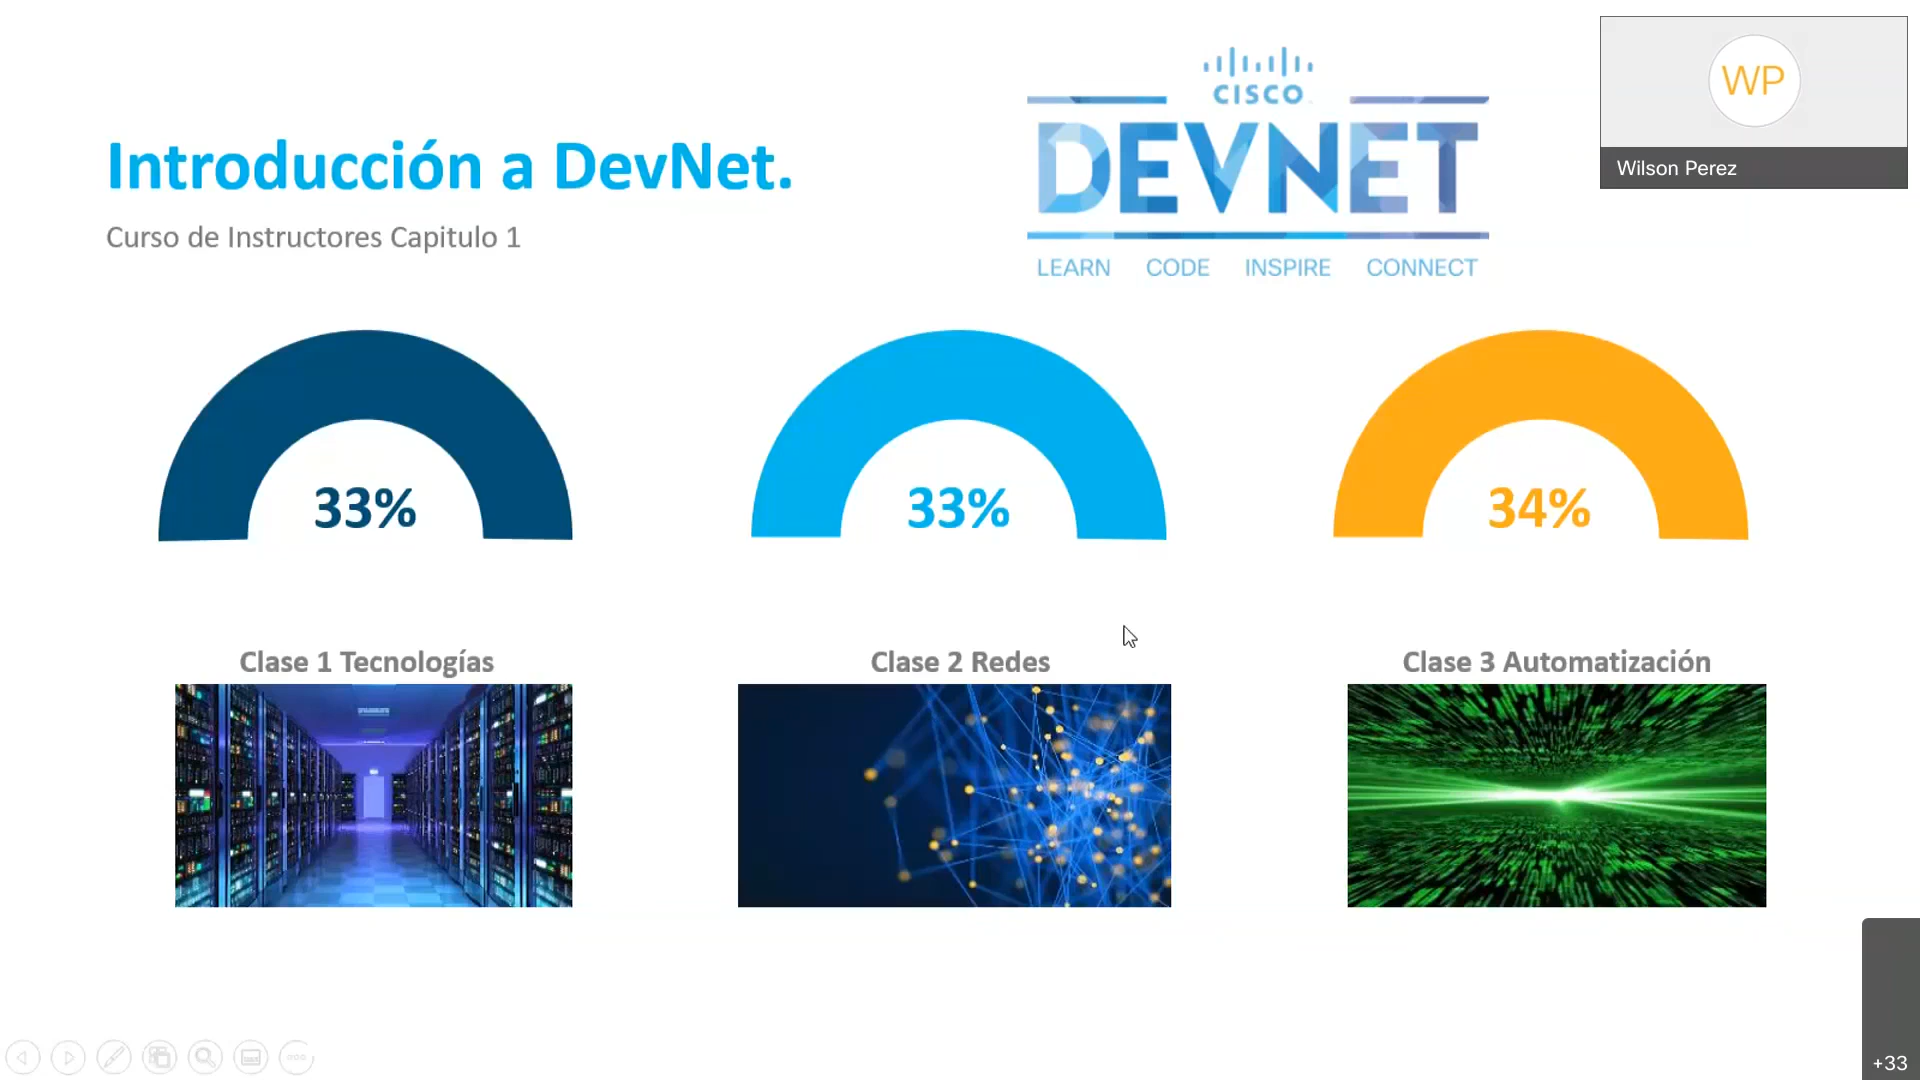 CISCO
DEVNET
LEARN CODE INSPIRE CONNECT
WP
Wilson Perez
Introducción a DevNet.
Curso de Instructores Capitulo 1
33%
33%
34%
Clase 1 Tecnologías
Clase 2 Redes
Clase 3 Automatización
+33